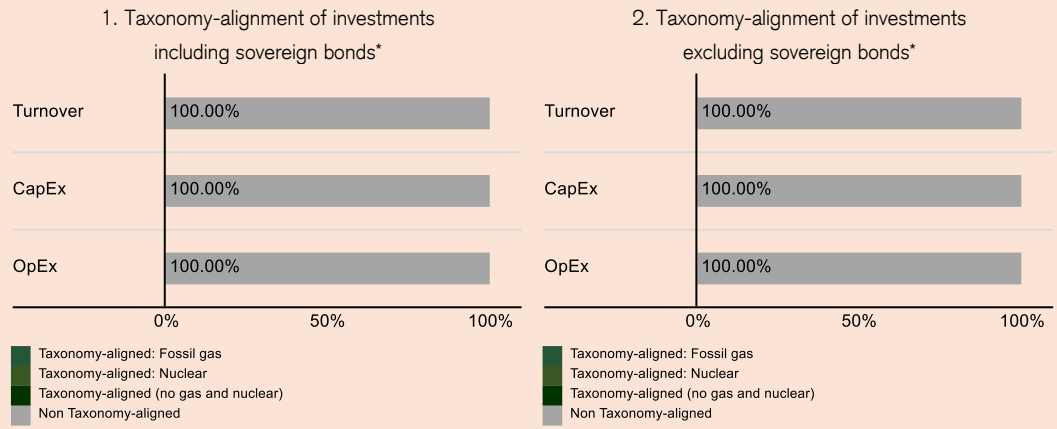 1. Taxonomy-alignment of investments
including sovereign bonds*
Turnover
100.00%
CapEx
100.00%
OpEx
100.00%
0%
50%
100%
Taxonomy-aligned: Fossil gas
Taxonomy-aligned: Nuclear
Taxonomy-aligned (no gas and nuclear)
Non Taxonomy-aligned
2. Taxonomy-alignment of investments
excluding sovereign bonds*
Turnover
100.00%
CapEx
100.00%
OpEx
100.00%
0%
50%
100%
Taxonomy-aligned: Fossil gas
Taxonomy-aligned: Nuclear
Taxonomy-aligned (no gas and nuclear)
Non Taxonomy-aligned